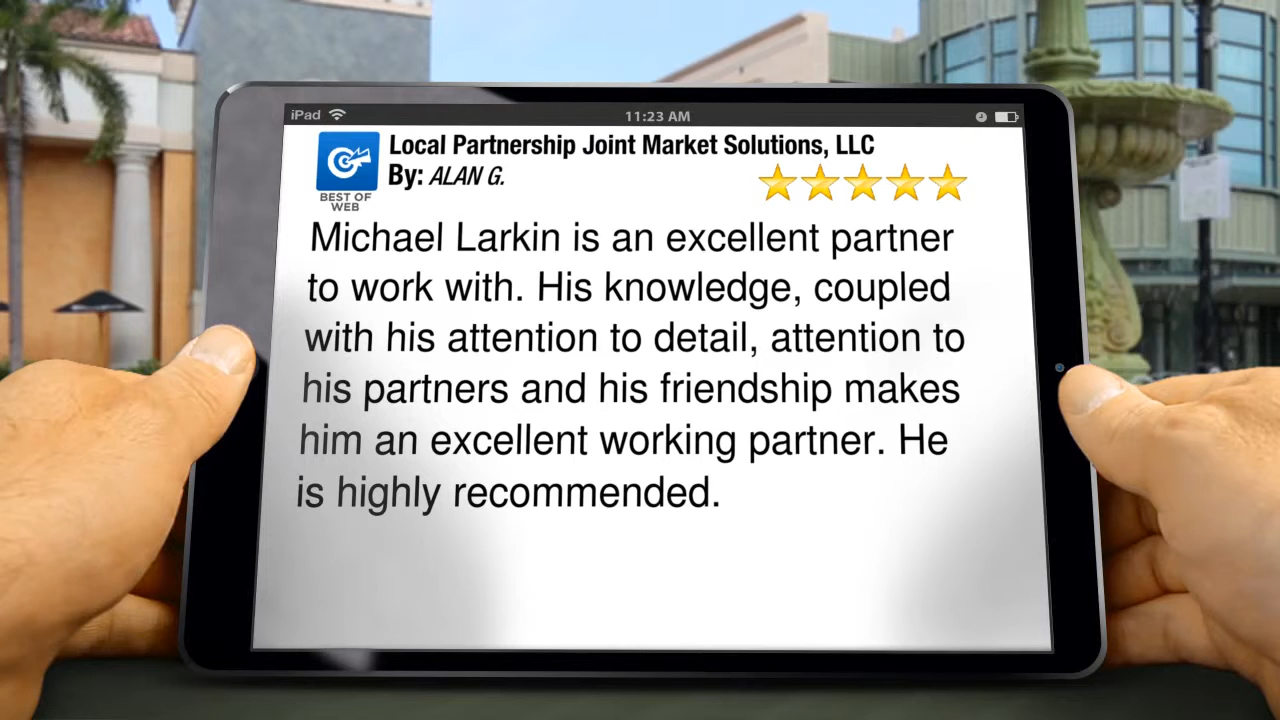 iPad 11:23 AM
Local Partnership Joint Market Solutions, LLC
By: ALAN G.
BEST OF
WEB
Michael Larkin is an excellent partner
to work with. His knowledge, coupled
with his attention to detail, attention to
his partners and his friendship makes
him an excellent working partner. He
is highly recommended.